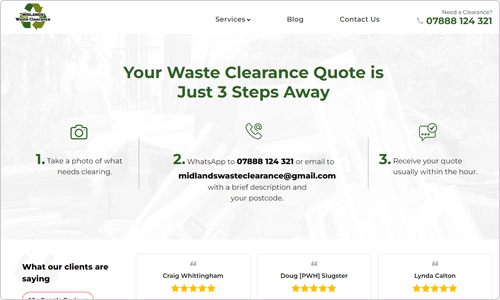 MIDLANDS
Waste Clearance
Services
Blog
Contact Us
Need a Clearance?
07888 124 321
Your Waste Clearance Quote is
Just 3 Steps Away
1. Take a photo of what
needs clearing.
2. WhatsApp to 07888 124 321 or email to
midlandswasteclearance@gmail.com
with a brief description and
your postcode.
3. Receive your quote
usually within the hour.
What our clients are
saying
“
Craig Whittingham
“
Doug [PWH] Slugster
“
Lynda Calton